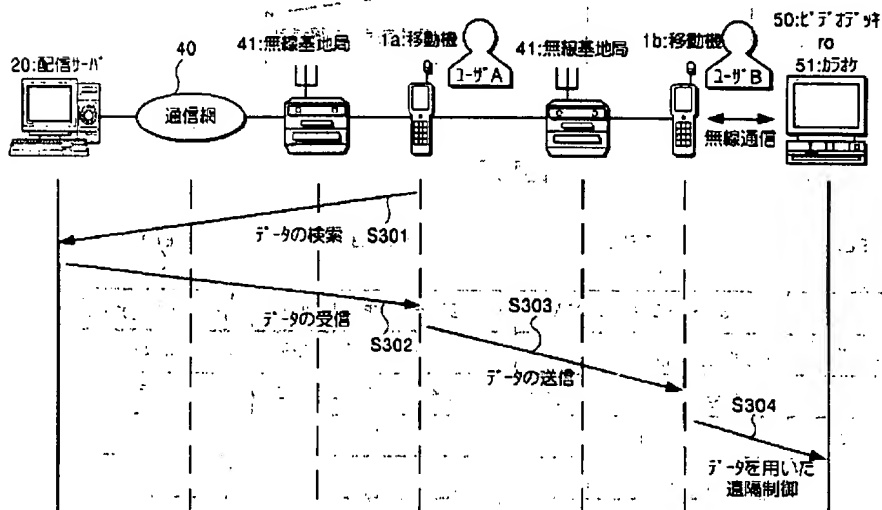 50:ビデオデッキ
ro
51:カラオケ
40
41:無線基地局
1a:移動機
41:無線基地局
1b:移動機
20:配信サーバ
ユーザA
ユーザB
通信網
無線通信
データの検索
S301
データの受信
S302
S303
データの送信
S304
データを用いた
遠隔制御